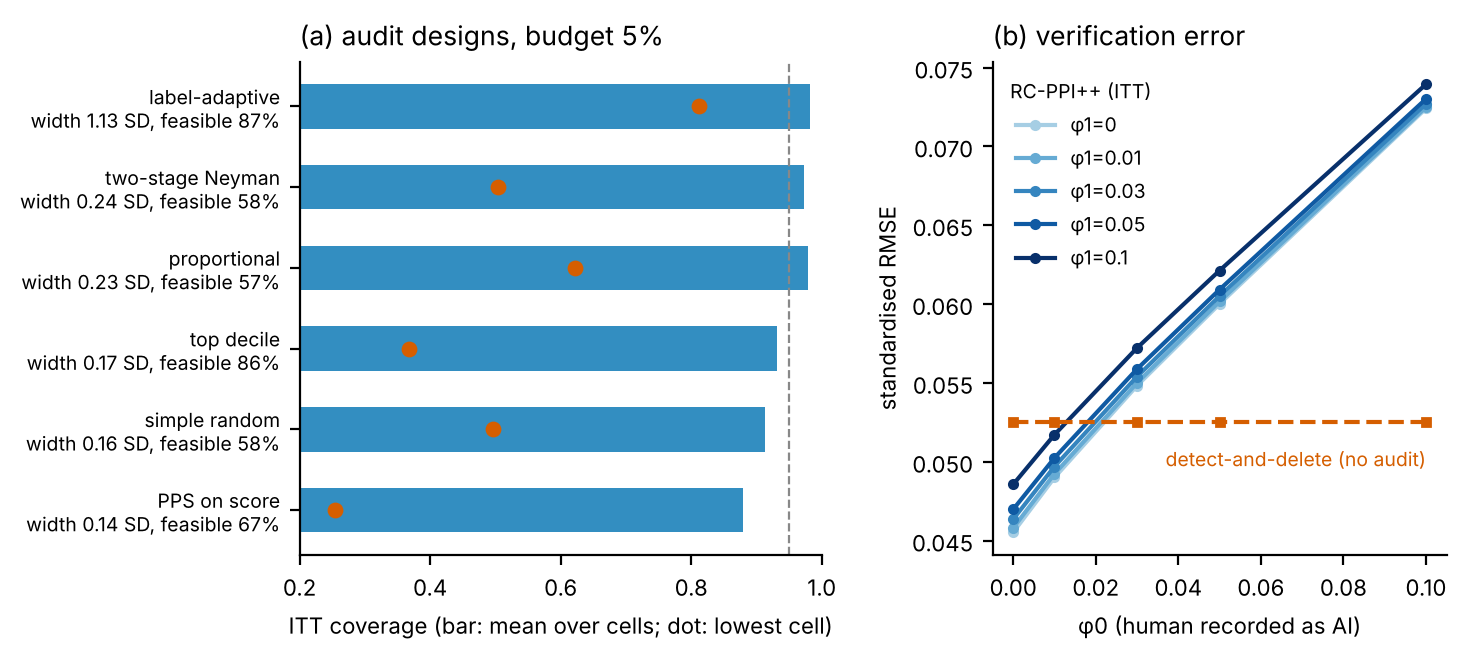 (a) audit designs, budget 5%
label-adaptive
width 1.13 SD, feasible 87%
two-stage Neyman
width 0.24 SD, feasible 58%
proportional
width 0.23 SD, feasible 57%
top decile
width 0.17 SD, feasible 86%
simple random
width 0.16 SD, feasible 58%
PPS on score
width 0.14 SD, feasible 67%
0.2 0.4 0.6 0.8 1.0
ITT coverage (bar: mean over cells; dot: lowest cell)
(b) verification error
standardised RMSE
0.075
0.070
0.065
0.060
0.055
0.050
0.045
RC-PPI++ (ITT)
φ1=0
φ1=0.01
φ1=0.03
φ1=0.05
φ1=0.1
detect-and-delete (no audit)
0.00 0.02 0.04 0.06 0.08 0.10
φ0 (human recorded as AI)